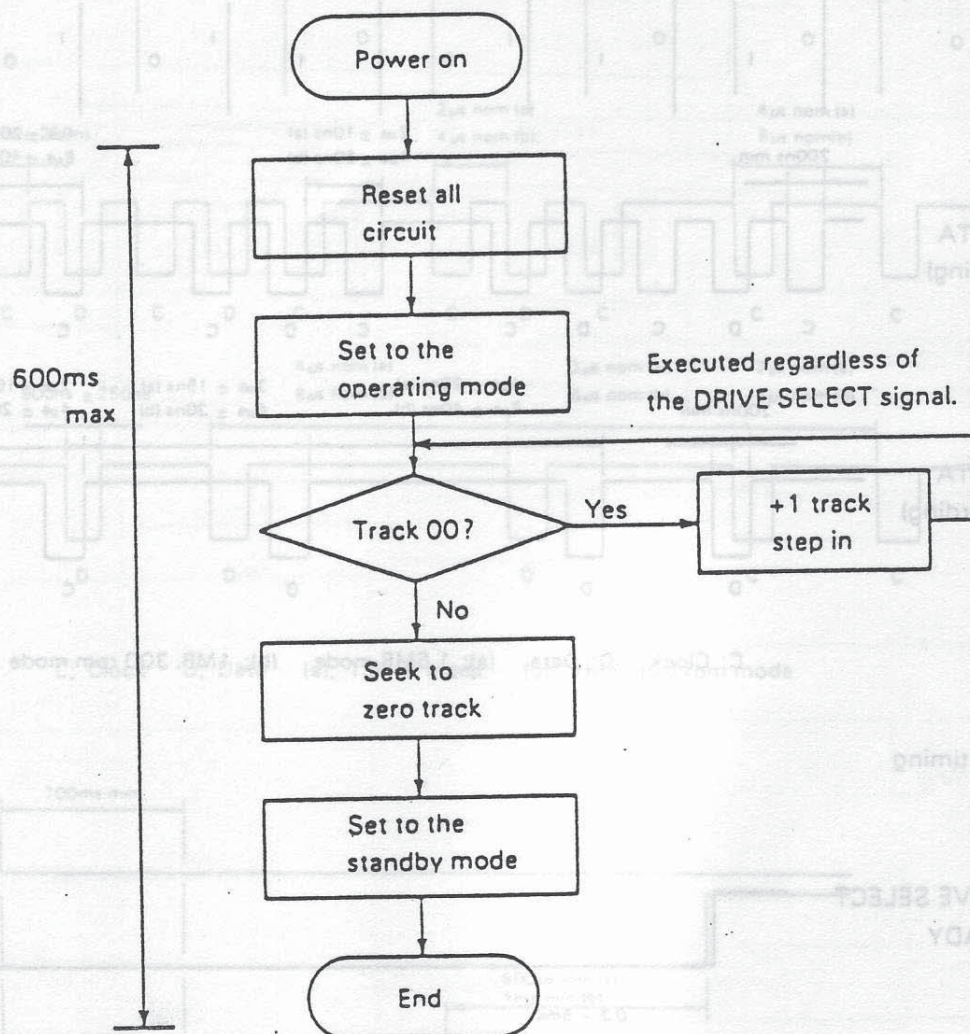 Power on
Reset all
circuit
Set to the
operating mode
600ms
max
Executed regardless of
the DRIVE SELECT signal.
Track 00?
Yes
+1 track
step in
No
Seek to
zero track
Set to the
standby mode
End